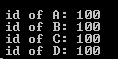 id of A: 100
id of B: 100
id of C: 100
id of D: 100